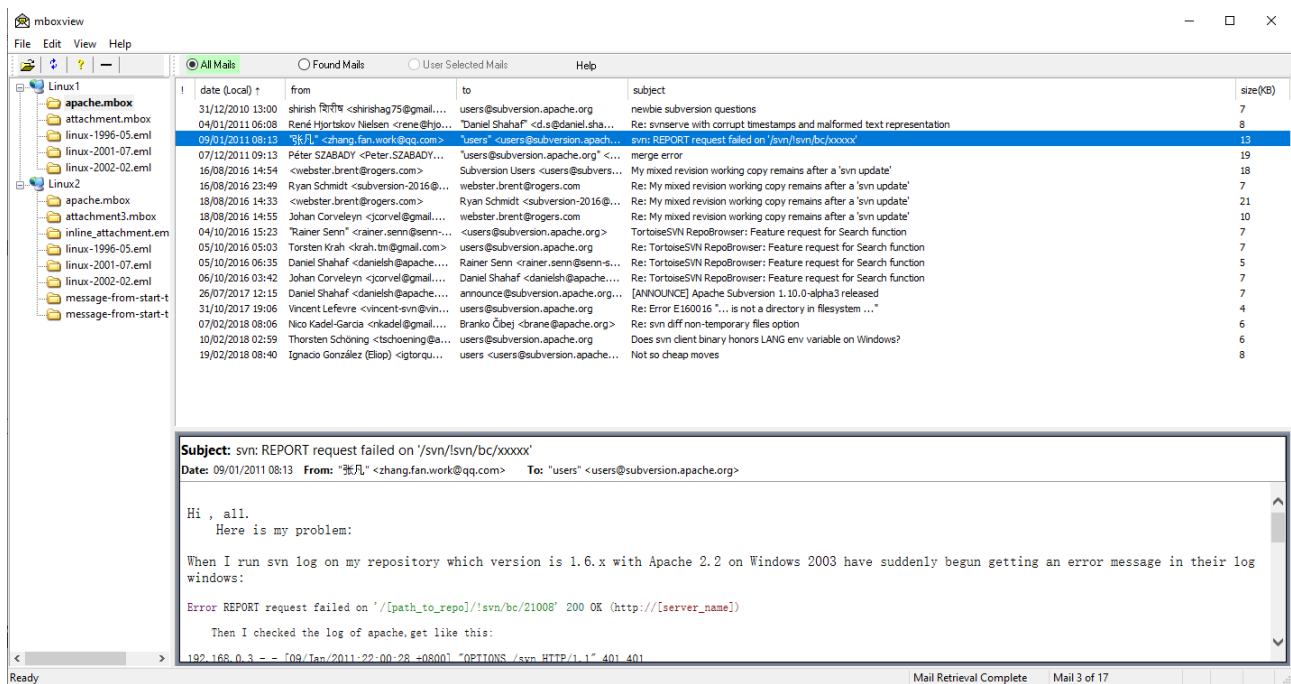 mboxview
File Edit View Help
All Mails Found Mails User Selected Mails Help
Linux1
apache.mbox
attachment.mbox
linux-1996-05.eml
linux-2001-07.eml
linux-2002-02.eml
Linux2
apache.mbox
attachment3.mbox
inline_attachment.em
linux-1996-05.eml
linux-2001-07.eml
linux-2002-02.eml
message-from-start-t
message-from-start-t
! date (Local) ↑ from to subject size(KB)
31/12/2010 13:00 shirish शिरीष <shirishag75@gmail.... users@subversion.apache.org newbie subversion questions 7
04/01/2011 06:08 René Hjortskov Nielsen <rene@hjo... "Daniel Shahaf" <d.s@daniel.sha... Re: svnserve with corrupt timestamps and malformed text representation 8
09/01/2011 08:13 "张凡" <zhang.fan.work@qq.com> "users" <users@subversion.apach... svn: REPORT request failed on '/svn/!svn/bc/xxxxx' 13
07/12/2011 09:13 Péter SZABADY <Peter.SZABADY... "users@subversion.apache.org" <... merge error 19
16/08/2016 14:54 <webster.brent@rogers.com> Subversion Users <users@subvers... My mixed revision working copy remains after a 'svn update' 18
16/08/2016 23:49 Ryan Schmidt <subversion-2016@... webster.brent@rogers.com Re: My mixed revision working copy remains after a 'svn update' 7
18/08/2016 14:33 <webster.brent@rogers.com> Ryan Schmidt <subversion-2016@... Re: My mixed revision working copy remains after a 'svn update' 21
18/08/2016 14:55 Johan Corveleyn <jcorvel@gmail.... webster.brent@rogers.com Re: My mixed revision working copy remains after a 'svn update' 10
04/10/2016 15:23 "Rainer Senn" <rainer.senn@senn-... <users@subversion.apache.org> TortoiseSVN RepoBrowser: Feature request for Search function 7
05/10/2016 05:03 Torsten Krah <krah.tm@gmail.com> users@subversion.apache.org Re: TortoiseSVN RepoBrowser: Feature request for Search function 7
05/10/2016 06:35 Daniel Shahaf <danielsh@apache.... Rainer Senn <rainer.senn@senn-s... Re: TortoiseSVN RepoBrowser: Feature request for Search function 5
06/10/2016 03:42 Johan Corveleyn <jcorvel@gmail.... Daniel Shahaf <danielsh@apache.... Re: TortoiseSVN RepoBrowser: Feature request for Search function 7
26/07/2017 12:15 Daniel Shahaf <danielsh@apache.... announce@subversion.apache.org... [ANNOUNCE] Apache Subversion 1.10.0-alpha3 released 7
31/10/2017 19:06 Vincent Lefevre <vincent-svn@vin... users@subversion.apache.org Re: Error E160016 "... is not a directory in filesystem ..." 4
07/02/2018 08:06 Nico Kadel-Garcia <nkadel@gmail.... Branko Čibej <brane@apache.org> Re: svn diff non-temporary files option 6
10/02/2018 02:59 Thorsten Schöning <tschoening@a... users@subversion.apache.org Does svn client binary honors LANG env variable on Windows? 6
19/02/2018 08:40 Ignacio González (Eliop) <igtorqu... users <users@subversion.apache... Not so cheap moves 8
Subject: svn: REPORT request failed on '/svn/!svn/bc/xxxxx'
Date: 09/01/2011 08:13 From: "张凡" <zhang.fan.work@qq.com> To: "users" <users@subversion.apache.org>
Hi , all.
Here is my problem:
When I run svn log on my repository which version is 1.6.x with Apache 2.2 on Windows 2003 have suddenly begun getting an error message in their log
windows:
Error REPORT request failed on '/[path_to_repo]/!svn/bc/21008' 200 OK (http://[server_name])
Then I checked the log of apache,get like this:
192.168.0.3 - - [09/Jan/2011:22:00:28 +0800] "OPTIONS /svn HTTP/1.1" 401 401
Ready Mail Retrieval Complete Mail 3 of 17